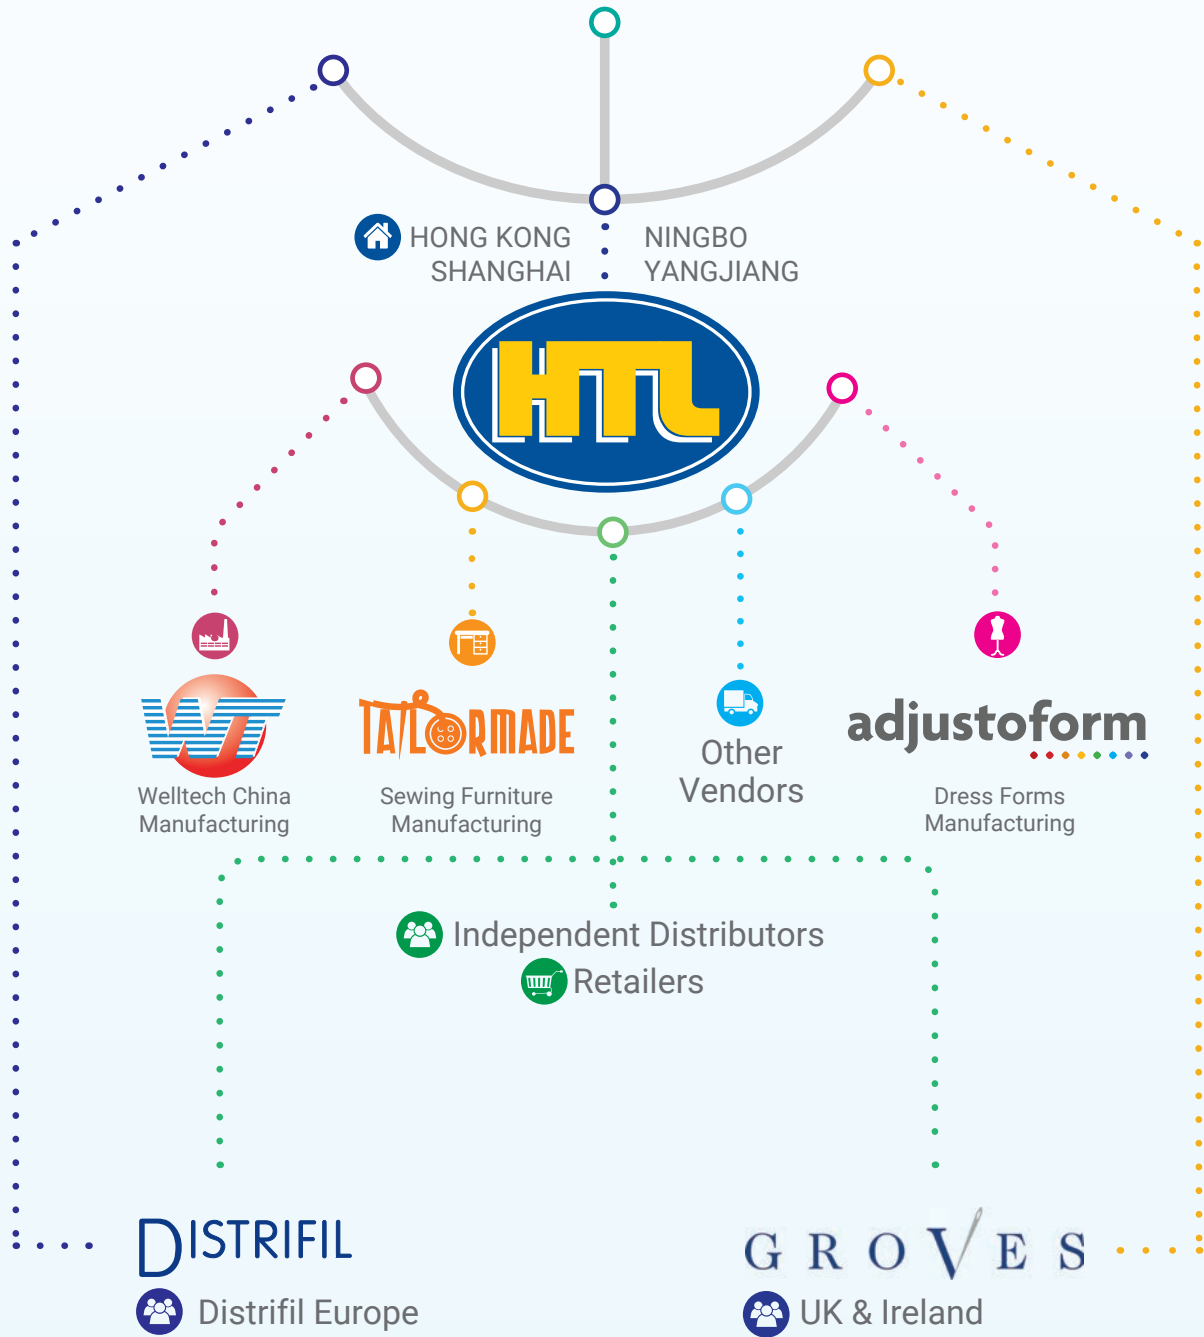 HONG KONG
SHANGHAI
NINGBO
YANGJIANG
HTL
WT
Welltech China
Manufacturing
TAILORMADE
Sewing Furniture
Manufacturing
Other
Vendors
adjustoform
Dress Forms
Manufacturing
Independent Distributors
Retailers
DISTRIFIL
Distrifil Europe
GROVES
UK & Ireland